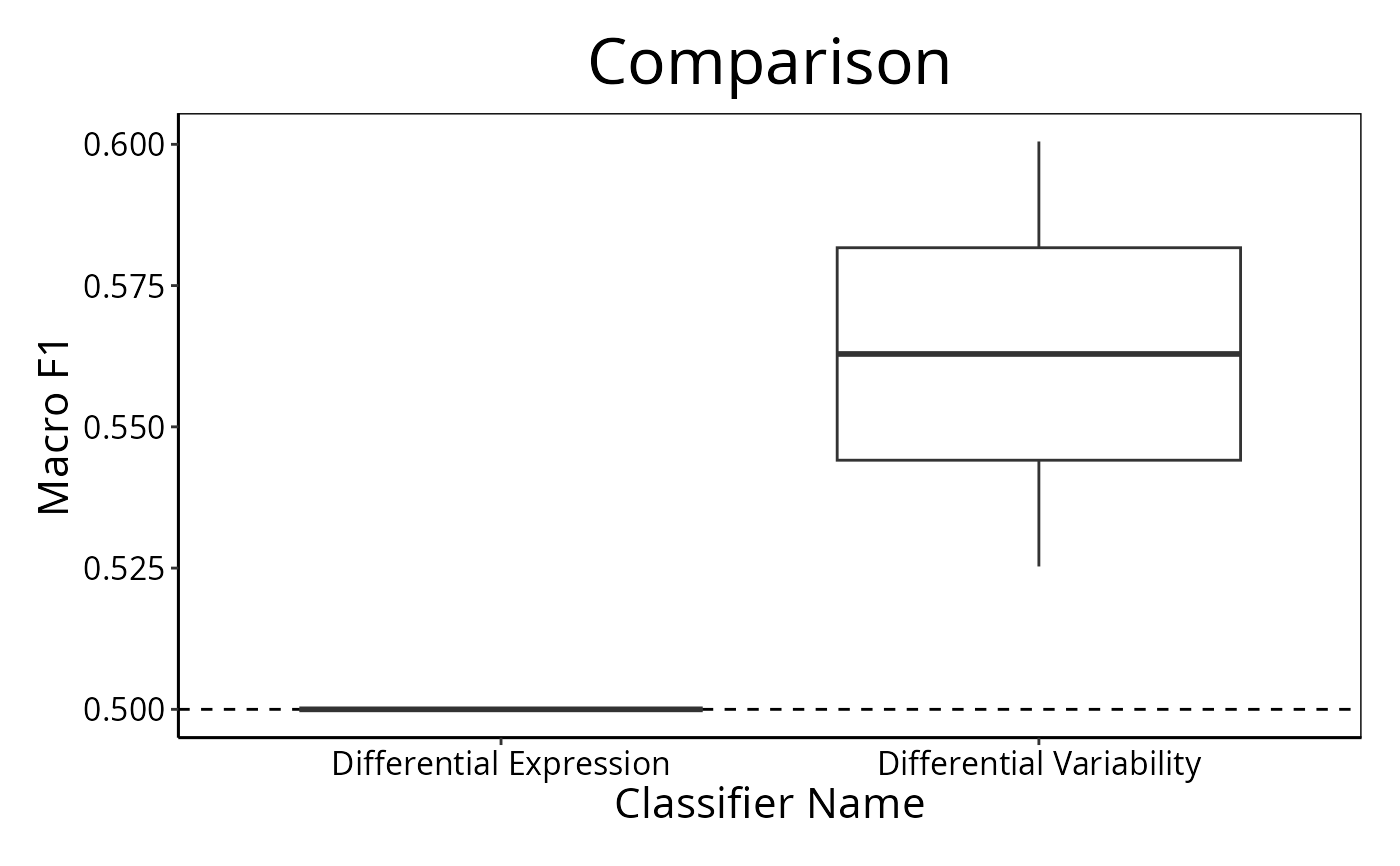 Comparison
Macro F1
0.600
0.575
0.550
0.525
0.500
Differential Expression
Differential Variability
Classifier Name